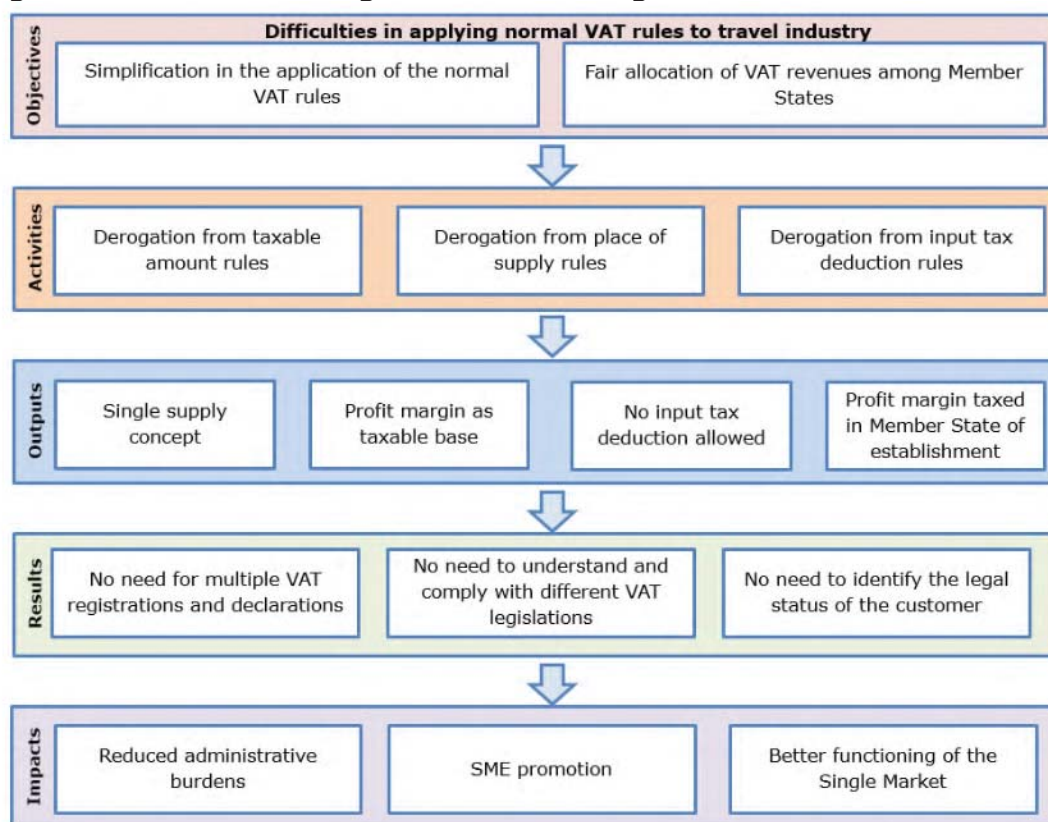 Objectives
Difficulties in applying normal VAT rules to travel industry
Simplification in the application of the normal
VAT rules
Fair allocation of VAT revenues among Member
States
Activities
Derogation from taxable
amount rules
Derogation from place of
supply rules
Derogation from input tax
deduction rules
Outputs
Single supply
concept
Profit margin as
taxable base
No input tax
deduction allowed
Profit margin taxed
in Member State of
establishment
Results
No need for multiple VAT
registrations and declarations
No need to understand and
comply with different VAT
legislations
No need to identify the legal
status of the customer
Impacts
Reduced administrative
burdens
SME promotion
Better functioning of the
Single Market